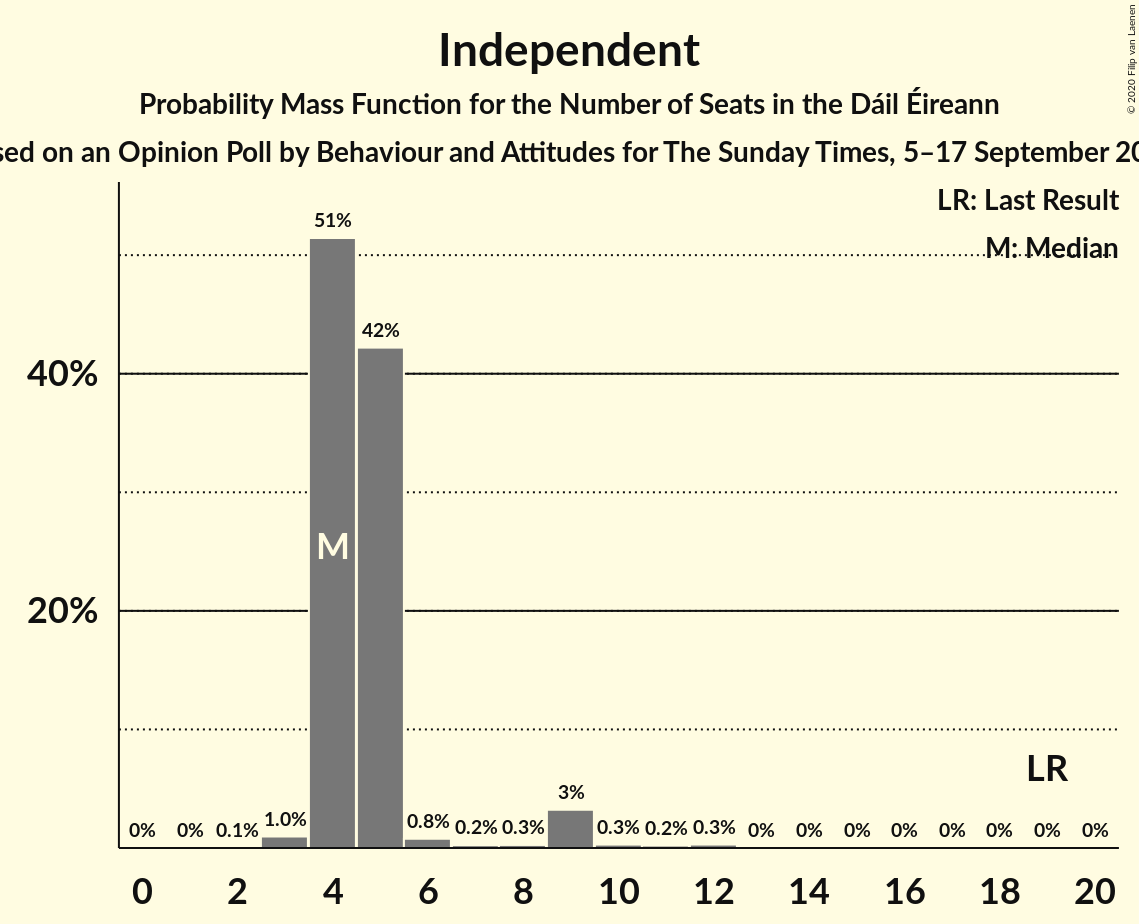 Independent
Probability Mass Function for the Number of Seats in the Dáil Éireann
on an Opinion Poll by Behaviour and Attitudes for The Sunday Times, 5–17 September
© 2020 Filip van Laenen
LR: Last Result
M: Median
51%
42%
40%
M
20%
LR
0% 0% 0.1% 1.0% 0.8% 0.2% 0.3% 3% 0.3% 0.2% 0.3% 0% 0% 0% 0% 0% 0% 0% 0%
0 2 4 6 8 10 12 14 16 18 20